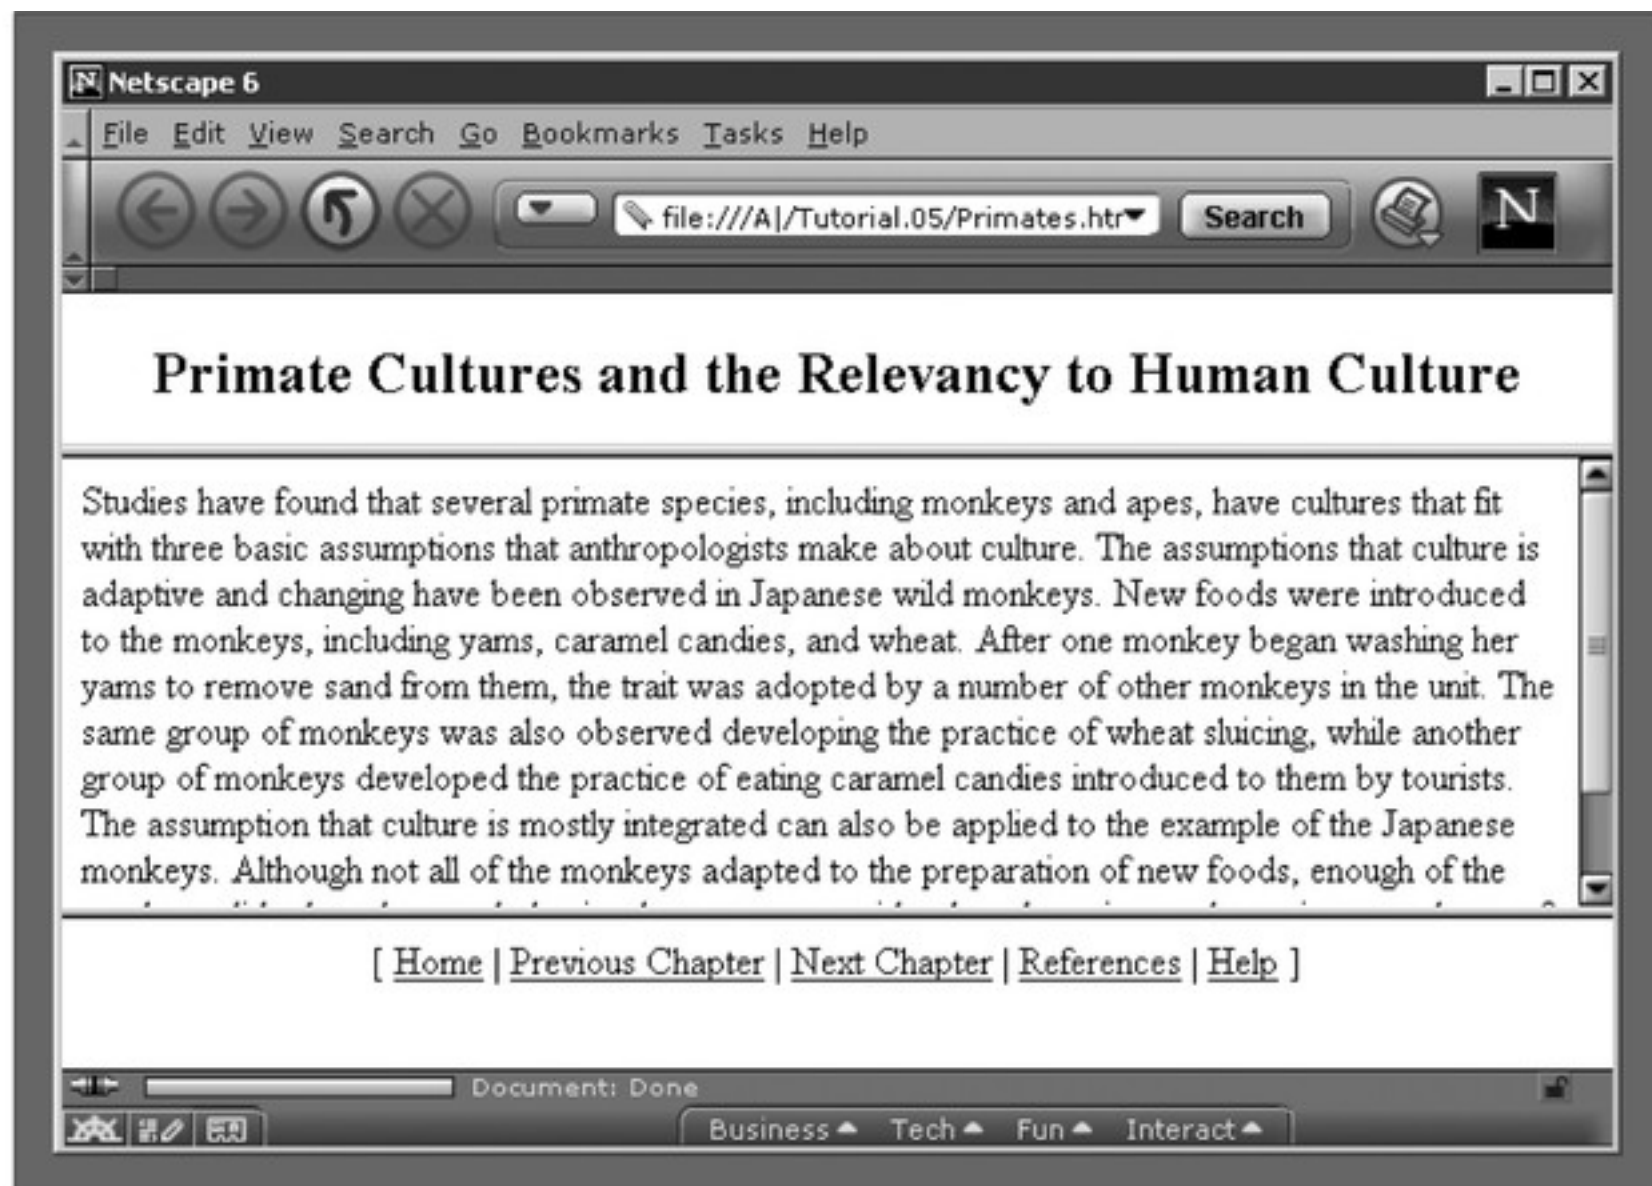 Netscape 6
File Edit View Search Go Bookmarks Tasks Help
file:///A|/Tutorial.05/Primates.htr Search N
Primate Cultures and the Relevancy to Human Culture
Studies have found that several primate species, including monkeys and apes, have cultures that fit
with three basic assumptions that anthropologists make about culture. The assumptions that culture is
adaptive and changing have been observed in Japanese wild monkeys. New foods were introduced
to the monkeys, including yams, caramel candies, and wheat. After one monkey began washing her
yams to remove sand from them, the trait was adopted by a number of other monkeys in the unit. The
same group of monkeys was also observed developing the practice of wheat sluicing, while another
group of monkeys developed the practice of eating caramel candies introduced to them by tourists.
The assumption that culture is mostly integrated can also be applied to the example of the Japanese
monkeys. Although not all of the monkeys adapted to the preparation of new foods, enough of the
[ Home | Previous Chapter | Next Chapter | References | Help ]
Document: Done
Business Tech Fun Interact